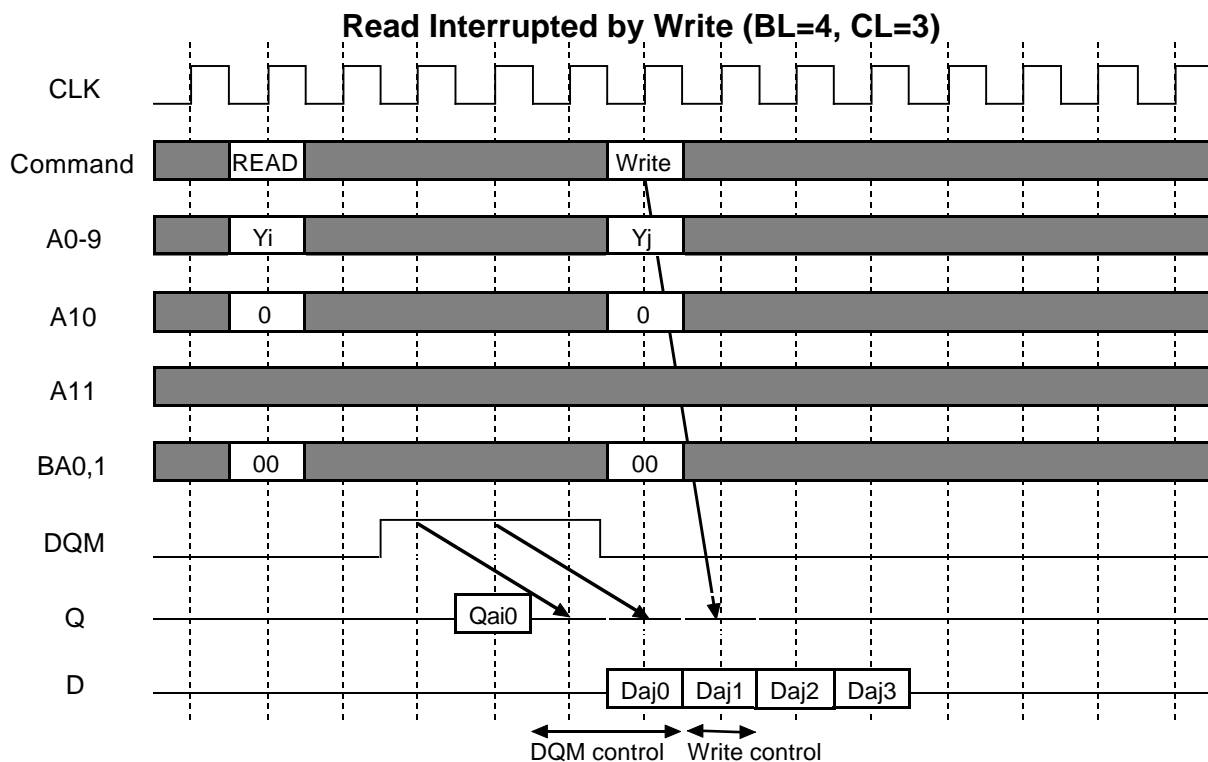 Read Interrupted by Write (BL=4, CL=3)
CLK
Command READ Write
A0-9 Yi Yj
A10 0 0
A11
BA0,1 00 00
DQM
Q Qai0
D Daj0 Daj1 Daj2 Daj3
DQM control Write control